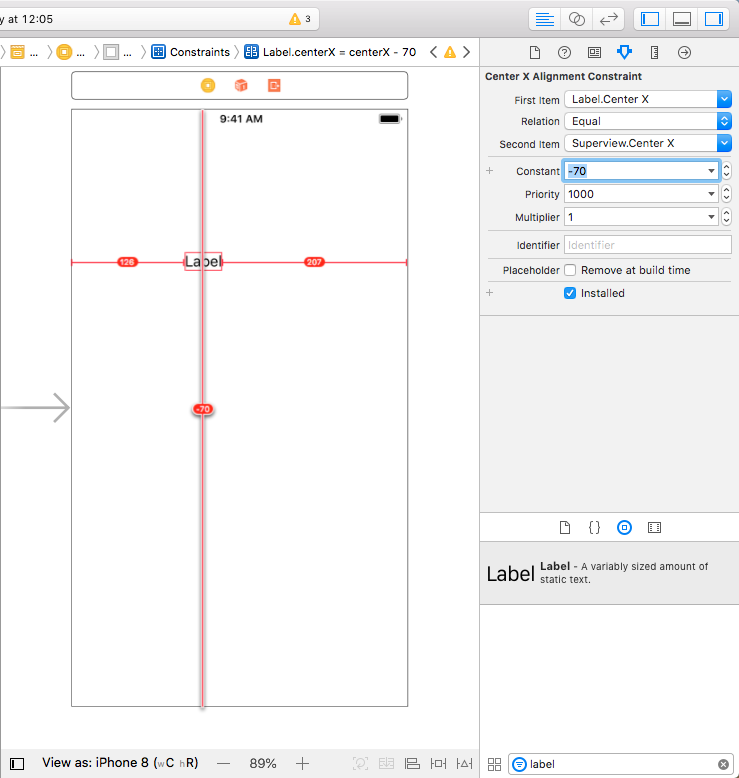 y at 12:05
3
... 〉 ... 〉 ... 〉 Constraints 〉 Label.centerX = centerX - 70
Center X Alignment Constraint
First Item Label.Center X
Relation Equal
Second Item Superview.Center X
+ Constant -70
Priority 1000
Multiplier 1
Identifier Identifier
Placeholder Remove at build time
+ Installed
9:41 AM
126 Label 207
-70
{}
Label Label - A variably sized amount of
static text.
View as: iPhone 8 (wC hR) — 89% +
label